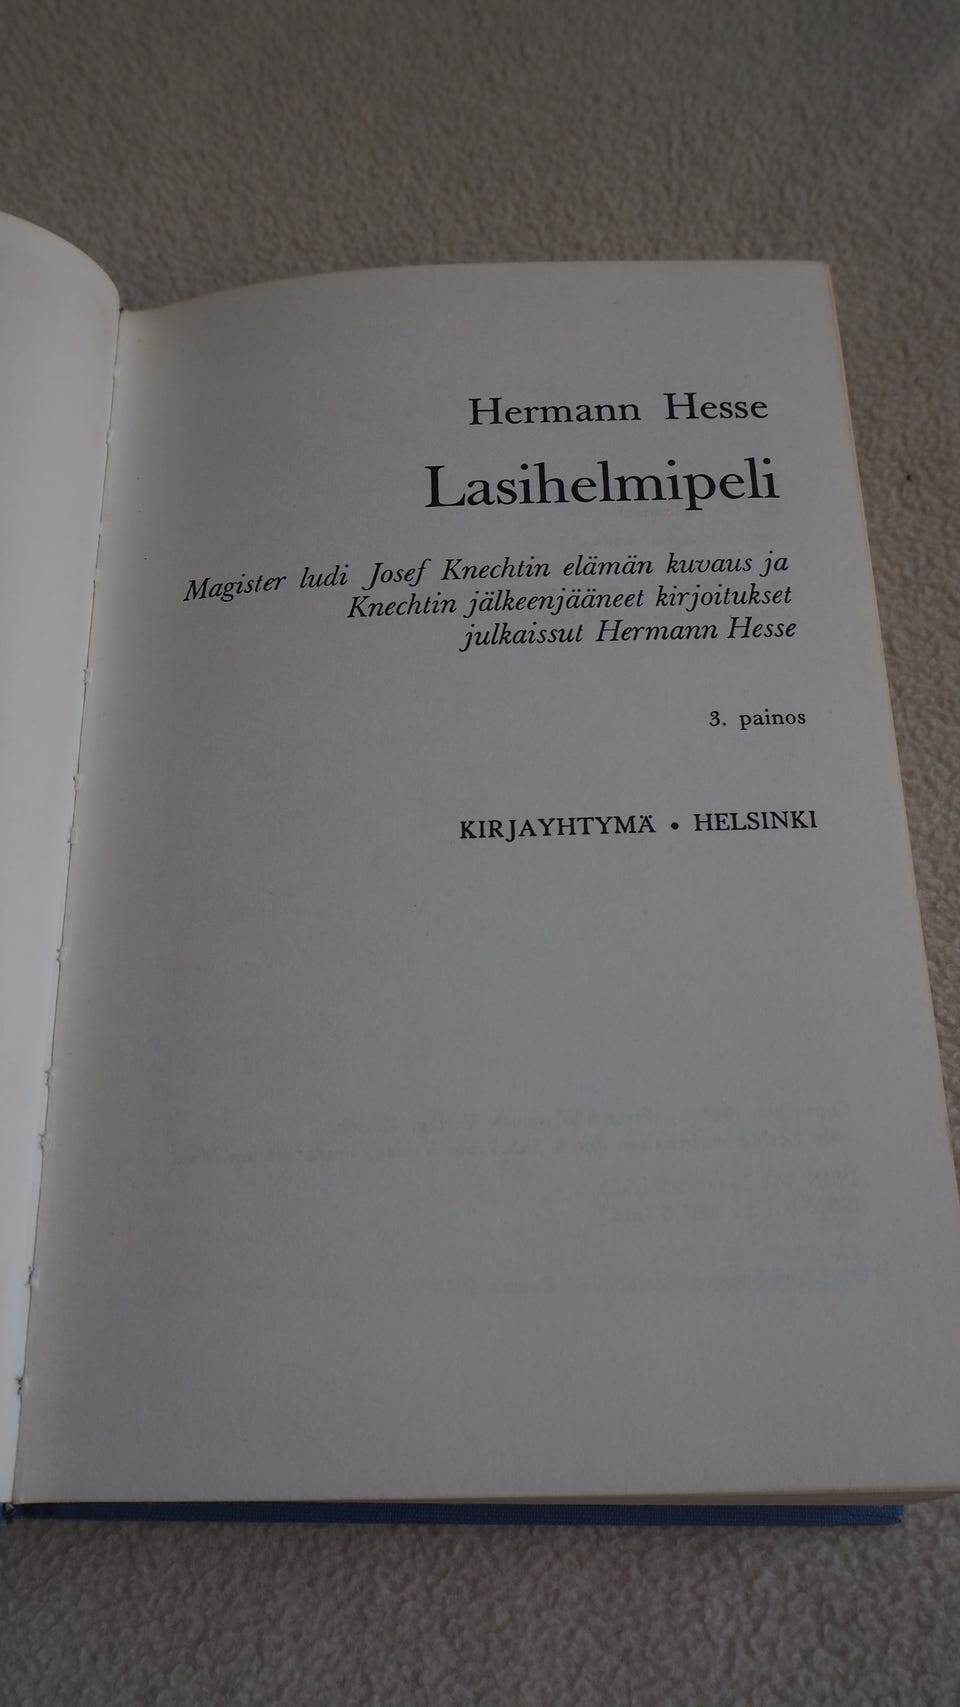 Hermann Hesse
Lasihelmipeli
Magister ludi Josef Knechtin elämän kuvaus ja
Knechtin jälkeenjääneet kirjoitukset
julkaissut Hermann Hesse
3. painos
KIRJAYHTYMÄ • HELSINKI